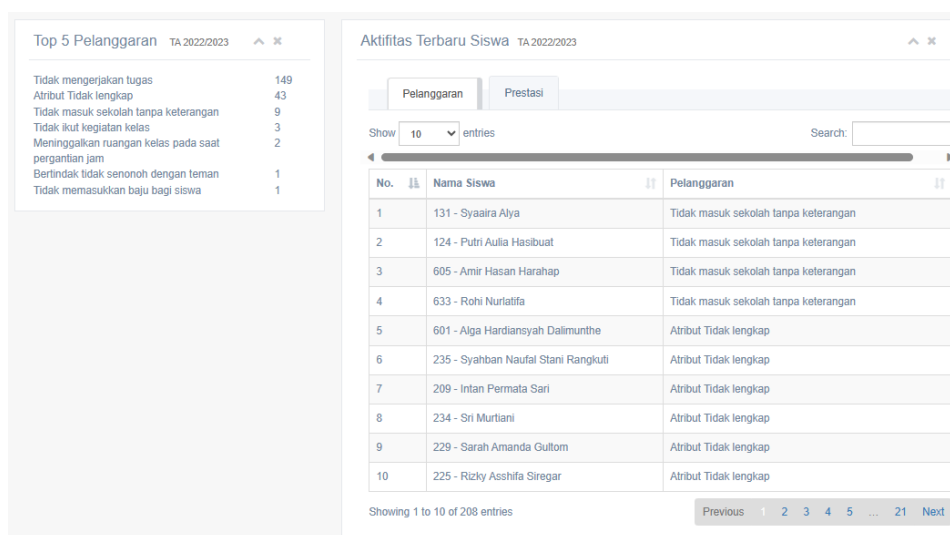 Top 5 Pelanggaran TA 2022/2023
Tidak mengerjakan tugas 149
Atribut Tidak lengkap 43
Tidak masuk sekolah tanpa keterangan 9
Tidak ikut kegiatan kelas 3
Meninggalkan ruangan kelas pada saat 2
pergantian jam
Bertindak tidak senonoh dengan teman 1
Tidak memasukkan baju bagi siswa 1
Aktifitas Terbaru Siswa TA 2022/2023
Pelanggaran Prestasi
Show 10 entries Search:
No. Nama Siswa Pelanggaran
1 131 - Syaaira Alya Tidak masuk sekolah tanpa keterangan
2 124 - Putri Aulia Hasibuat Tidak masuk sekolah tanpa keterangan
3 605 - Amir Hasan Harahap Tidak masuk sekolah tanpa keterangan
4 633 - Rohi Nurlatifa Tidak masuk sekolah tanpa keterangan
5 601 - Alga Hardiansyah Dalimunthe Atribut Tidak lengkap
6 235 - Syahban Naufal Stani Rangkuti Atribut Tidak lengkap
7 209 - Intan Permata Sari Atribut Tidak lengkap
8 234 - Sri Murtiani Atribut Tidak lengkap
9 229 - Sarah Amanda Gultom Atribut Tidak lengkap
10 225 - Rizky Asshifa Siregar Atribut Tidak lengkap
Showing 1 to 10 of 208 entries Previous 1 2 3 4 5 ... 21 Next